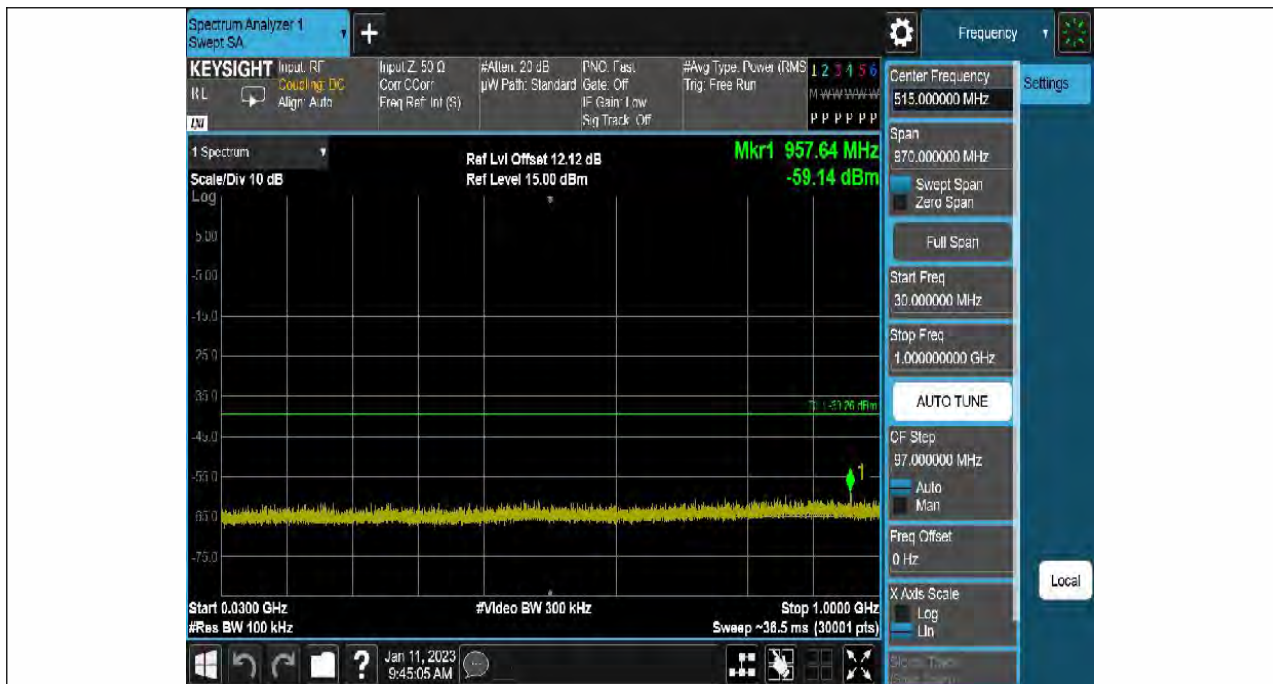 Spectrum Analyzer 1
Swept SA
Frequency
KEYSIGHT
RL
LXI
Input: RF
Coupling: DC
Align: Auto
Input Z: 50 Ω
Corr CCorr
Freq Ref: Int (S)
#Atten: 20 dB
µW Path: Standard
PNO: Fast
Gate: Off
IF Gain: Low
Sig Track: Off
#Avg Type: Power (RMS
Trig: Free Run
1 2 3 4 5 6
M W W W W W
P P P P P P
1 Spectrum
Scale/Div 10 dB
Log
Ref Lvl Offset 12.12 dB
Ref Level 15.00 dBm
Mkr1 957.64 MHz
-59.14 dBm
5.00
-5.00
-15.0
-25.0
-35.0
-45.0
-55.0
-65.0
-75.0
1
Start 0.0300 GHz
#Res BW 100 kHz
#Video BW 300 kHz
Stop 1.0000 GHz
Sweep ~36.5 ms (30001 pts)
Center Frequency
515.000000 MHz
Span
970.000000 MHz
Swept Span
Zero Span
Full Span
Start Freq
30.000000 MHz
Stop Freq
1.000000000 GHz
AUTO TUNE
CF Step
97.000000 MHz
Auto
Man
Freq Offset
0 Hz
X Axis Scale
Log
Lin
Settings
Local
?
Jan 11, 2023
9:45:05 AM